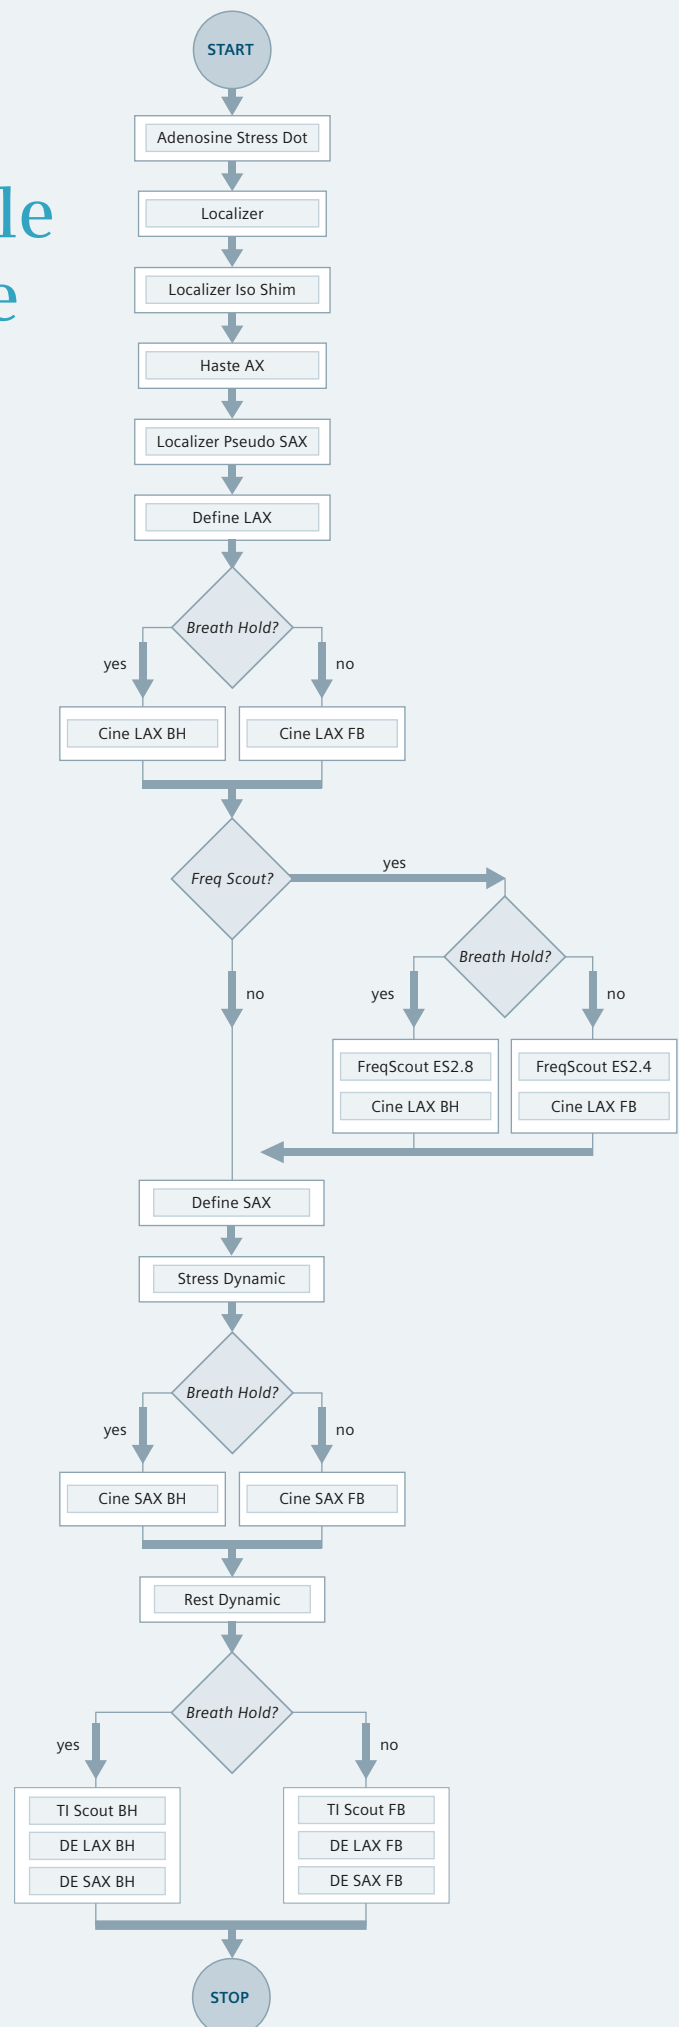 START
Adenosine Stress Dot
le
Localizer
e
Localizer Iso Shim
Haste AX
Localizer Pseudo SAX
Define LAX
Breath Hold?
yes
no
Cine LAX BH
Cine LAX FB
Freq Scout?
yes
Breath Hold?
no
yes
no
FreqScout ES2.8
FreqScout ES2.4
Cine LAX BH
Cine LAX FB
Define SAX
Stress Dynamic
Breath Hold?
yes
no
Cine SAX BH
Cine SAX FB
Rest Dynamic
Breath Hold?
yes
no
TI Scout BH
DE LAX BH
DE SAX BH
TI Scout FB
DE LAX FB
DE SAX FB
STOP